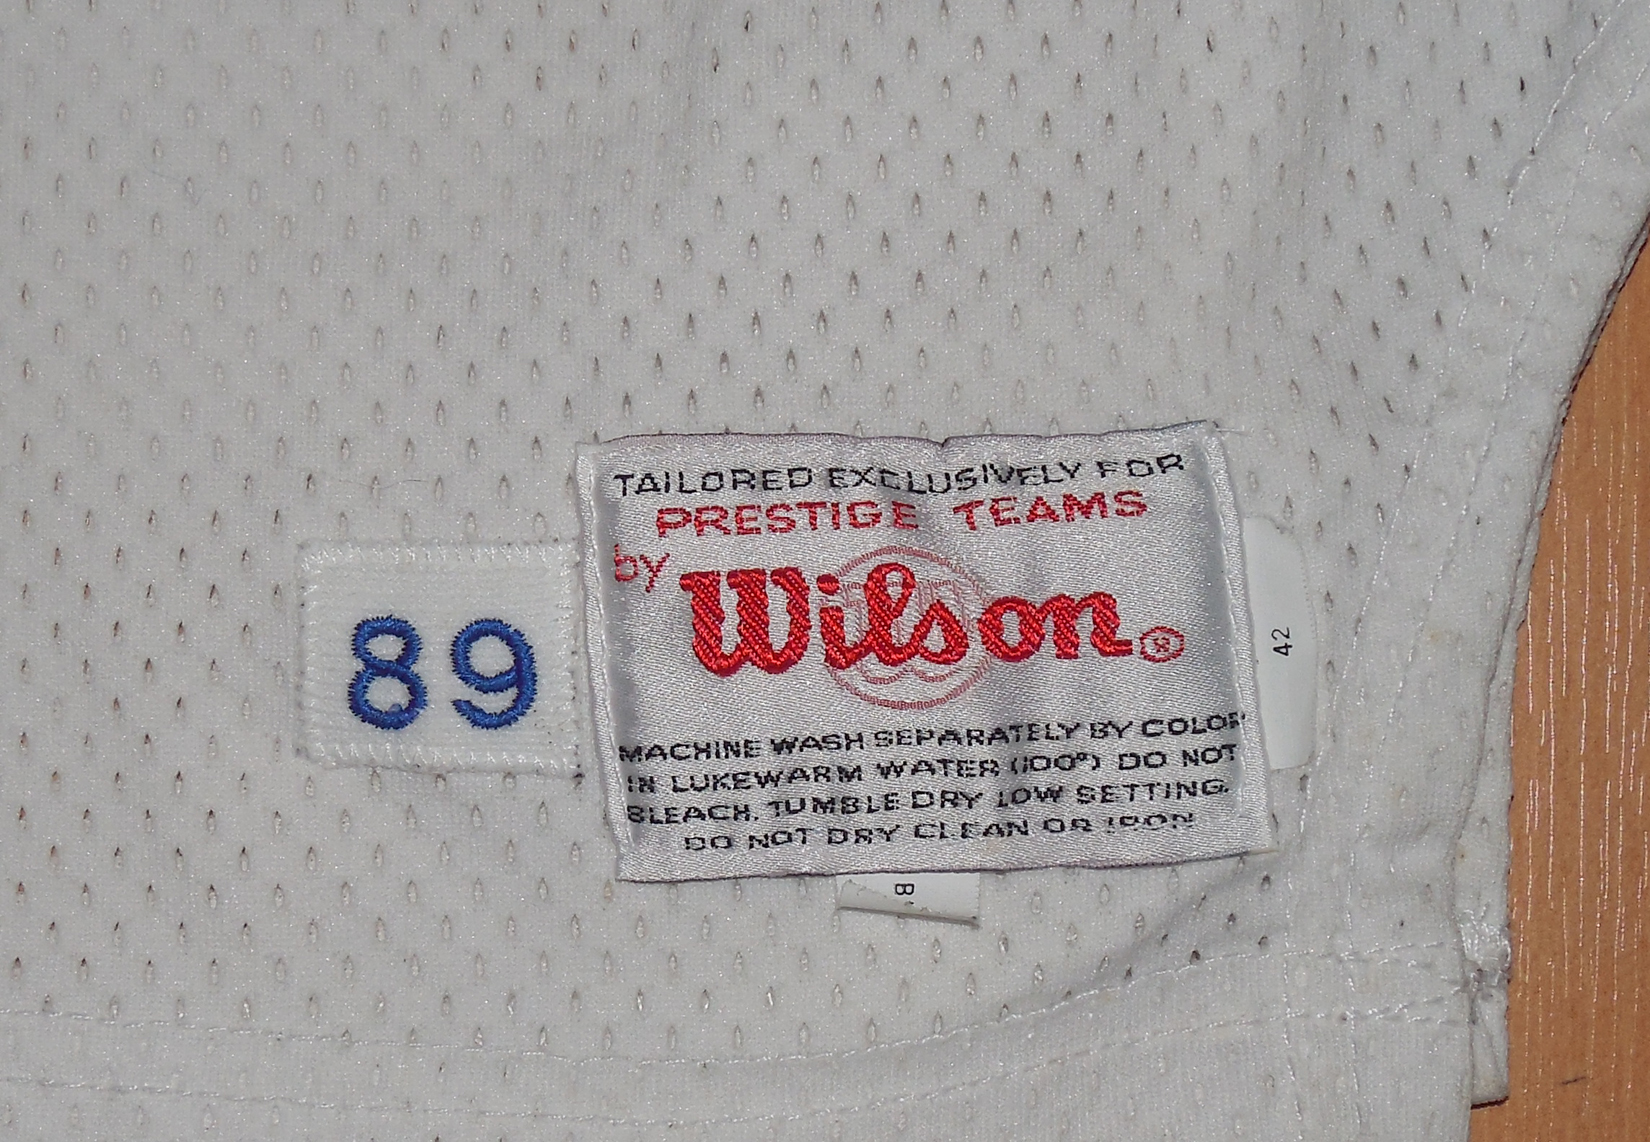 TAILORED EXCLUSIVELY FOR
PRESTIGE TEAMS
by
Wilson®
89
42
MACHINE WASH SEPARATELY BY COLOR
IN LUKEWARM WATER (100°) DO NOT
BLEACH. TUMBLE DRY LOW SETTING.
DO NOT DRY CLEAN OR IRON
B